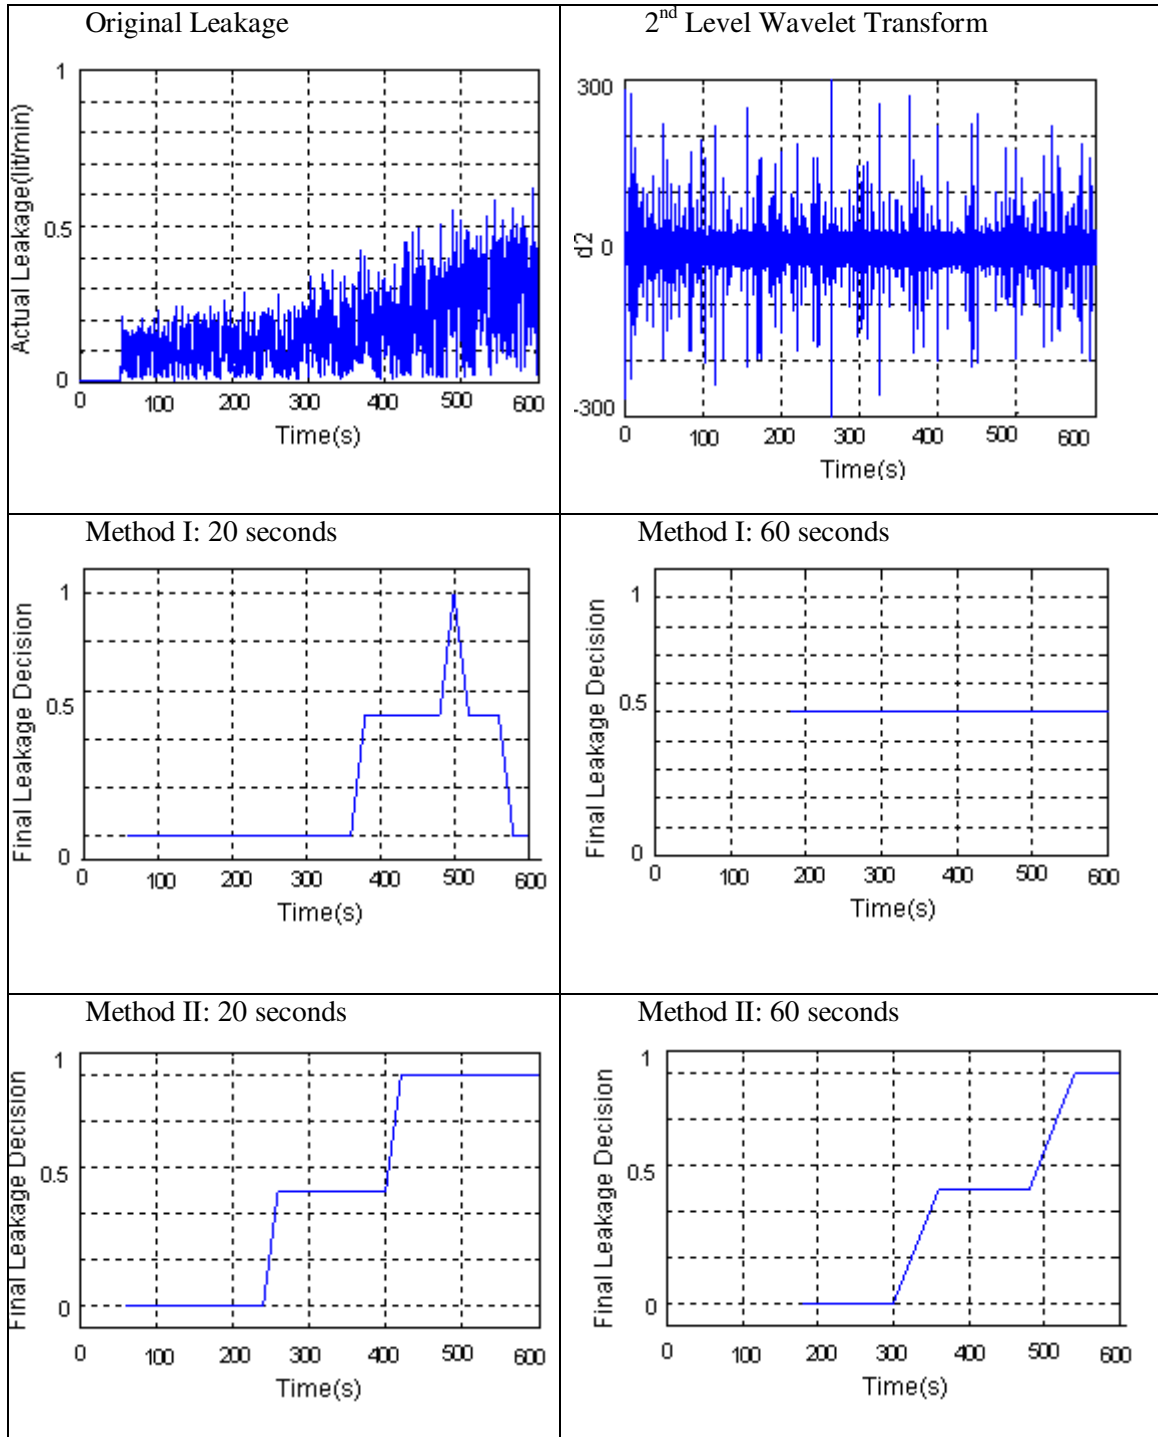 Original Leakage
1
0.5
0
Actual Leakage(lit/min)
0 100 200 300 400 500 600
Time(s)
2nd Level Wavelet Transform
300
0
-300
d2
0 100 200 300 400 500 600
Time(s)
Method I: 20 seconds
1
0.5
0
Final Leakage Decision
0 100 200 300 400 500 600
Time(s)
Method I: 60 seconds
1
0.5
0
Final Leakage Decision
0 100 200 300 400 500 600
Time(s)
Method II: 20 seconds
1
0.5
0
Final Leakage Decision
0 100 200 300 400 500 600
Time(s)
Method II: 60 seconds
1
0.5
0
Final Leakage Decision
0 100 200 300 400 500 600
Time(s)